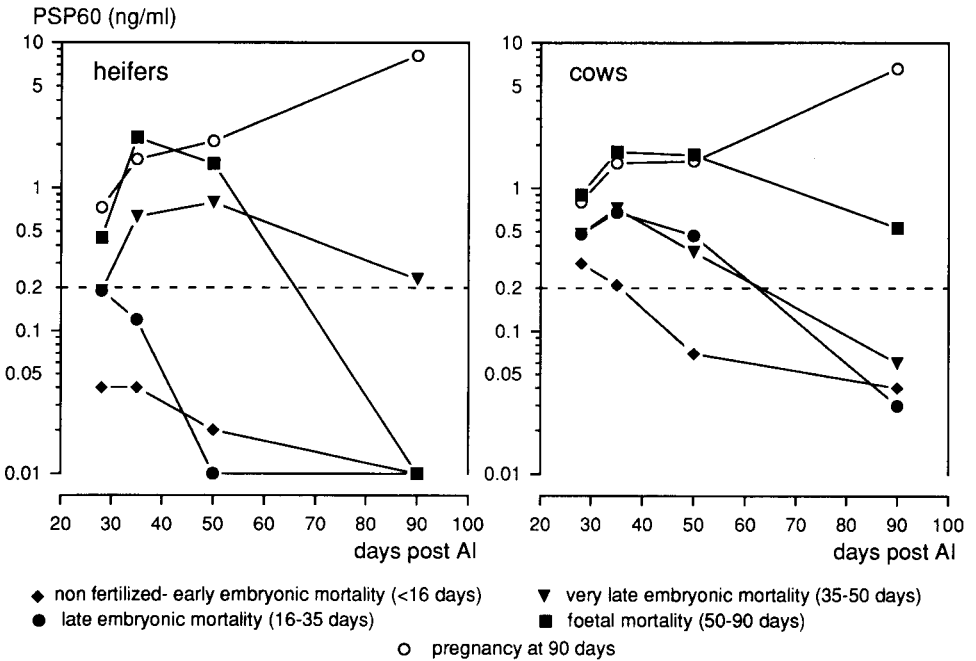 PSP60 (ng/ml)
10
5
1
0.5
0.2
0.1
0.05
0.01
heifers
20 30 40 50 60 70 80 90 100
days post AI
10
5
1
0.5
0.2
0.1
0.05
0.01
cows
20 30 40 50 60 70 80 90 100
days post AI
non fertilized- early embryonic mortality (<16 days)
very late embryonic mortality (35-50 days)
late embryonic mortality (16-35 days)
foetal mortality (50-90 days)
pregnancy at 90 days